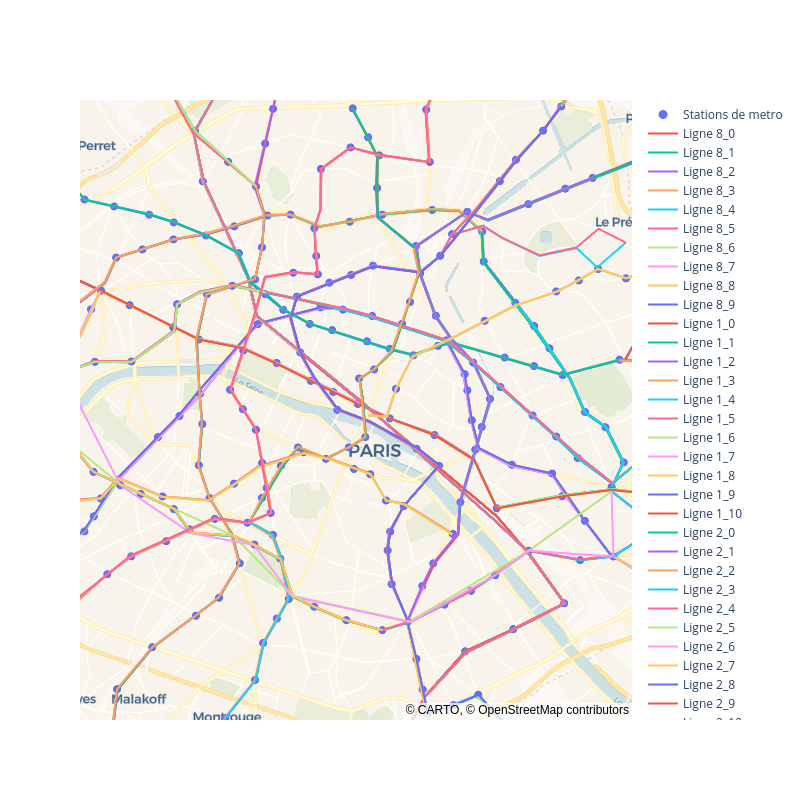 Stations de metro
Ligne 8_0
Ligne 8_1
Ligne 8_2
Ligne 8_3
Ligne 8_4
Ligne 8_5
Ligne 8_6
Ligne 8_7
Ligne 8_8
Ligne 8_9
Ligne 1_0
Ligne 1_1
Ligne 1_2
Ligne 1_3
Ligne 1_4
Ligne 1_5
Ligne 1_6
Ligne 1_7
Ligne 1_8
Ligne 1_9
Ligne 1_10
Ligne 2_0
Ligne 2_1
Ligne 2_2
Ligne 2_3
Ligne 2_4
Ligne 2_5
Ligne 2_6
Ligne 2_7
Ligne 2_8
Ligne 2_9
Perret
P
Le Pré
La Seine
PARIS
ves
Malakoff
Montrouge
© CARTO, © OpenStreetMap contributors